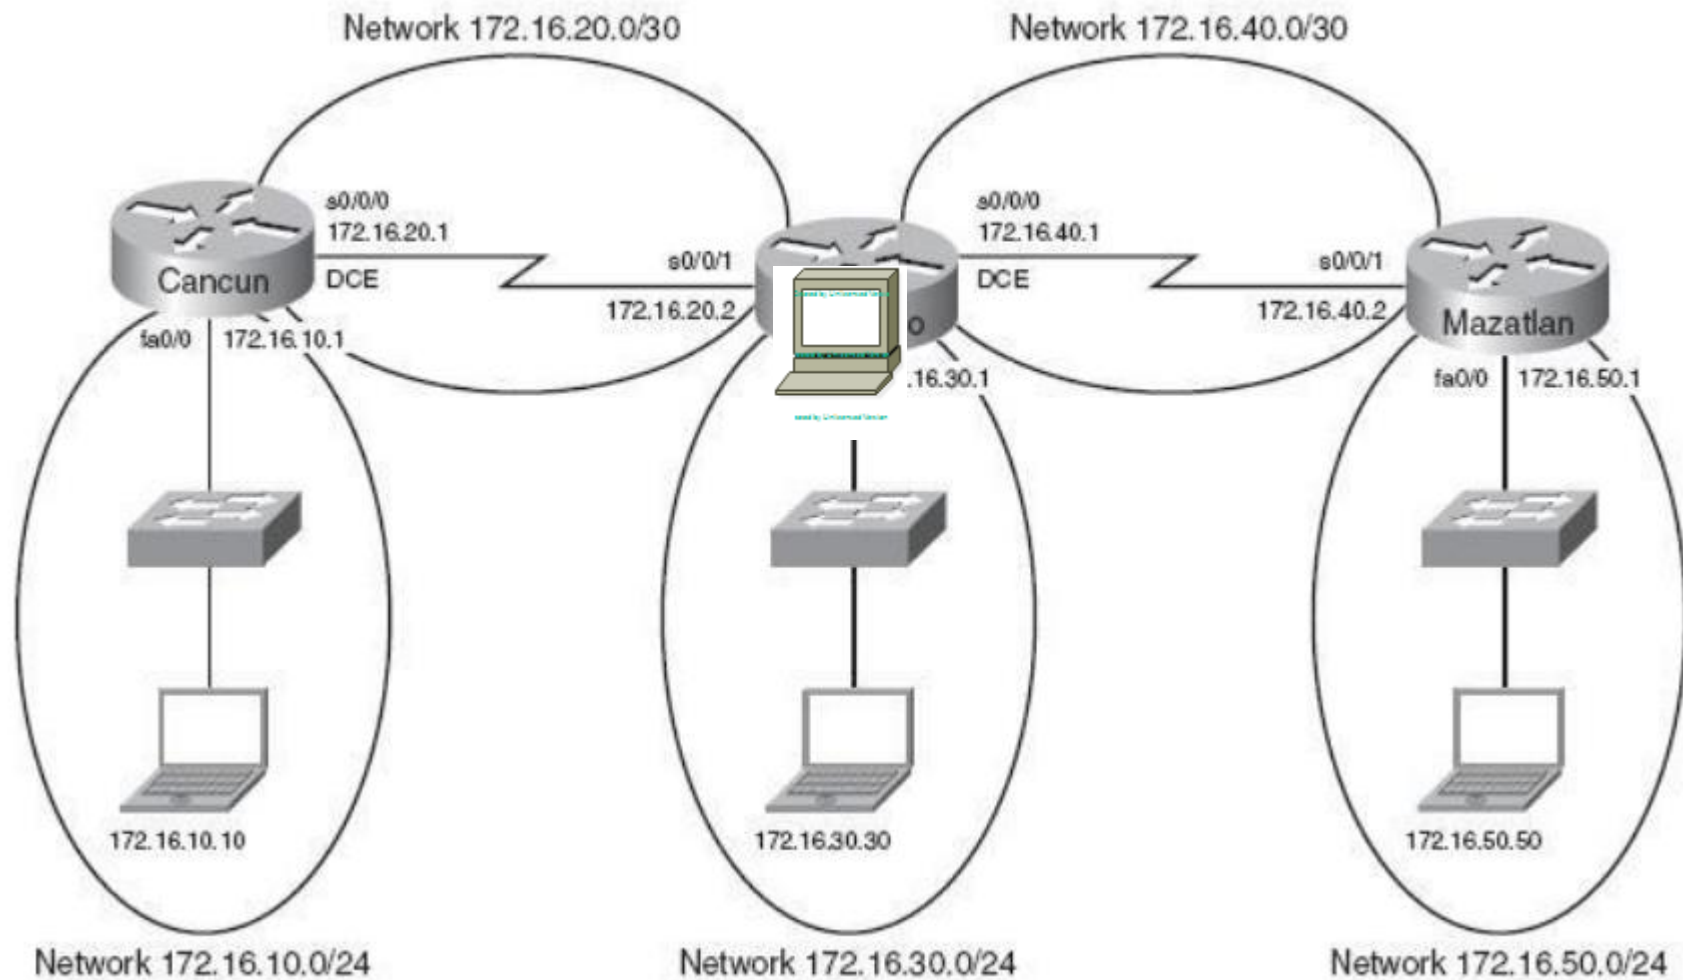 Network 172.16.20.0/30
Network 172.16.40.0/30
s0/0/0
172.16.20.1
DCE
s0/0/1
172.16.20.2
s0/0/0
172.16.40.1
DCE
s0/0/1
172.16.40.2
Cancun
o
Mazatlan
fa0/0
172.16.10.1
.16.30.1
fa0/0
172.16.50.1
172.16.10.10
172.16.30.30
172.16.50.50
Network 172.16.10.0/24
Network 172.16.30.0/24
Network 172.16.50.0/24